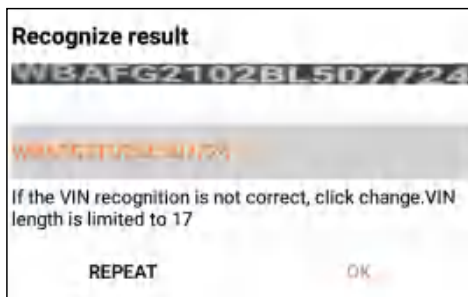 Recognize result
WBAFG2102BL507724
If the VIN recognition is not correct, click change.VIN
length is limited to 17
REPEAT
OK